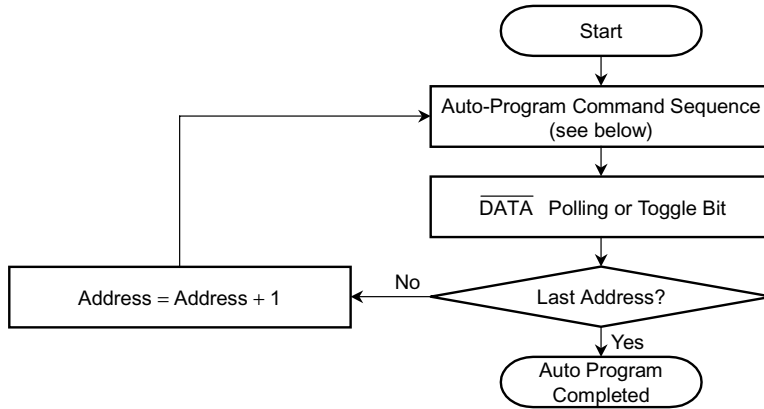 Start
Auto-Program Command Sequence
(see below)
DATA Polling or Toggle Bit
Last Address?
No
Address = Address + 1
Yes
Auto Program
Completed